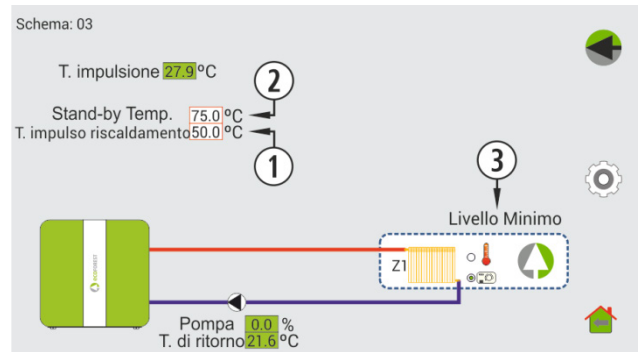 Schema: 03
T. impulsione 27.9 ºC
2
Stand-by Temp. 75.0 ºC
T. impulso riscaldamento 50.0 ºC
1
3
Livello Minimo
Z1
ECOFOREST
Pompa 0.0 %
T. di ritorno 21.6 ºC